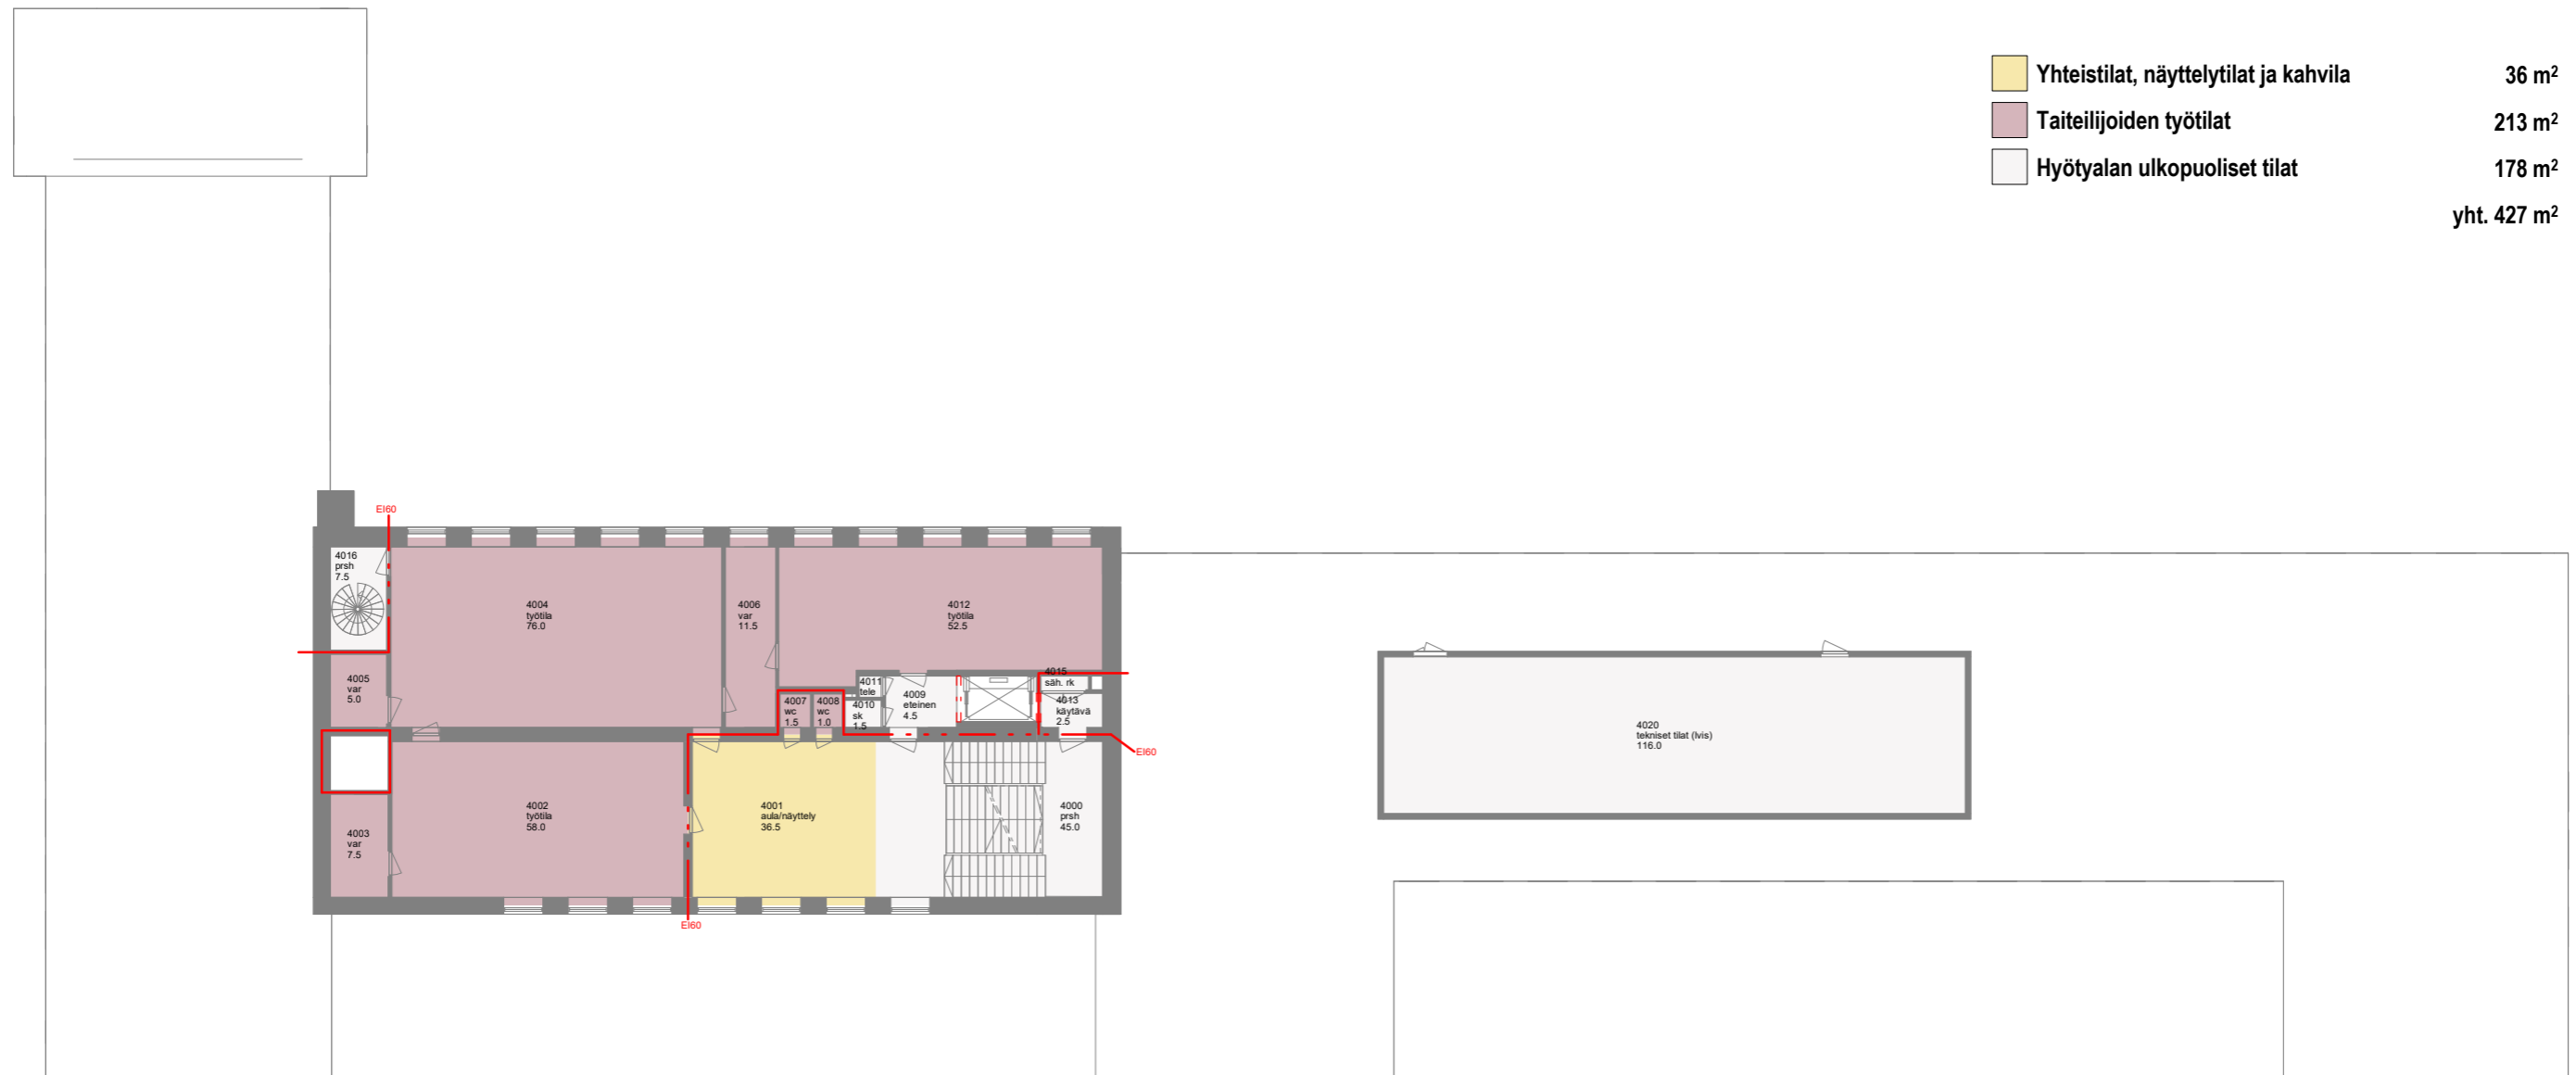 Yhteistilat, näyttelytilat ja kahvila 36 m²
Taiteilijoiden työtilat 213 m²
Hyötyalan ulkopuoliset tilat 178 m²
yht. 427 m²
EI60
4016
prsh
7.5
4004
työtila
76.0
4006
var
11.5
4012
työtila
52.5
4005
var
5.0
4007
wc
1.5
4008
wc
1.0
4011
tele
4010
sk
1.5
4009
eteinen
4.5
4015
säh. rk
4013
käytävä
2.5
EI60
4003
var
7.5
4002
työtila
58.0
4001
aula/näyttely
36.5
4000
prsh
45.0
EI60
4020
tekniset tilat (lvis)
116.0